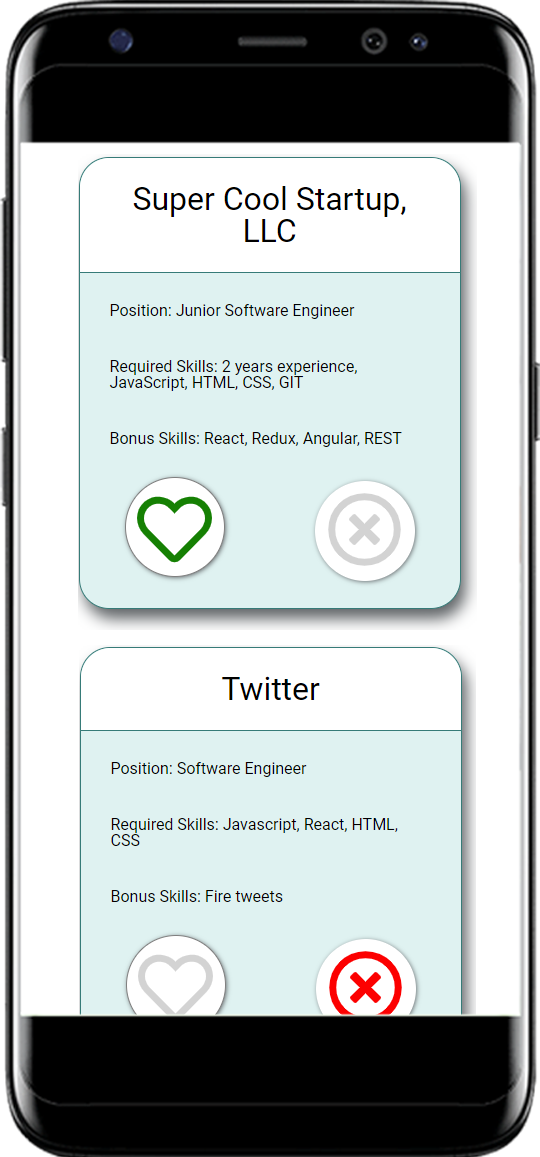 Super Cool Startup,
LLC
Position: Junior Software Engineer
Required Skills: 2 years experience,
JavaScript, HTML, CSS, GIT
Bonus Skills: React, Redux, Angular, REST
Twitter
Position: Software Engineer
Required Skills: Javascript, React, HTML,
CSS
Bonus Skills: Fire tweets